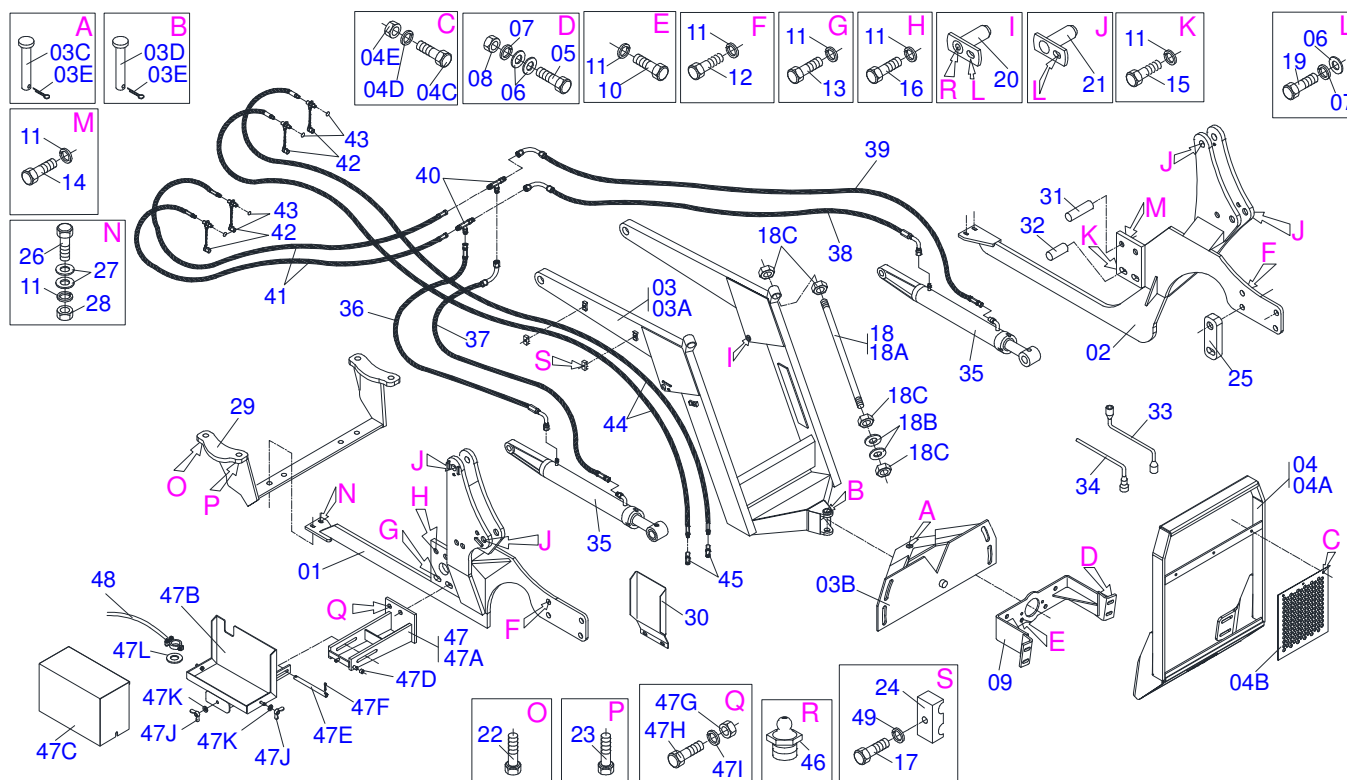 A
03C
03E
B
03D
03E
C
04E
04D
04C
D
07
05
08
06
E
11
10
F
11
12
G
11
13
H
11
16
I
20
R L
J
21
L
K
11
15
L
06
19
07
M
11
14
N
26
27
11
28
43
42
43
42
41
40
39
38
36
37
03
03A
S
I
18C
18
18A
18C
18B
18C
35
31
32
M
K
J
J
F
02
25
33
34
29
O
P
N
01
G
H
J
J
F
44
35
45
30
B
A
03B
D
E
09
04
04A
C
04B
48
47B
47L
47K
47J
47C
47K
47J
47E
47F
47D
Q
47
47A
O
22
P
23
Q
47G
47H
47I
R
46
S
24
49
17